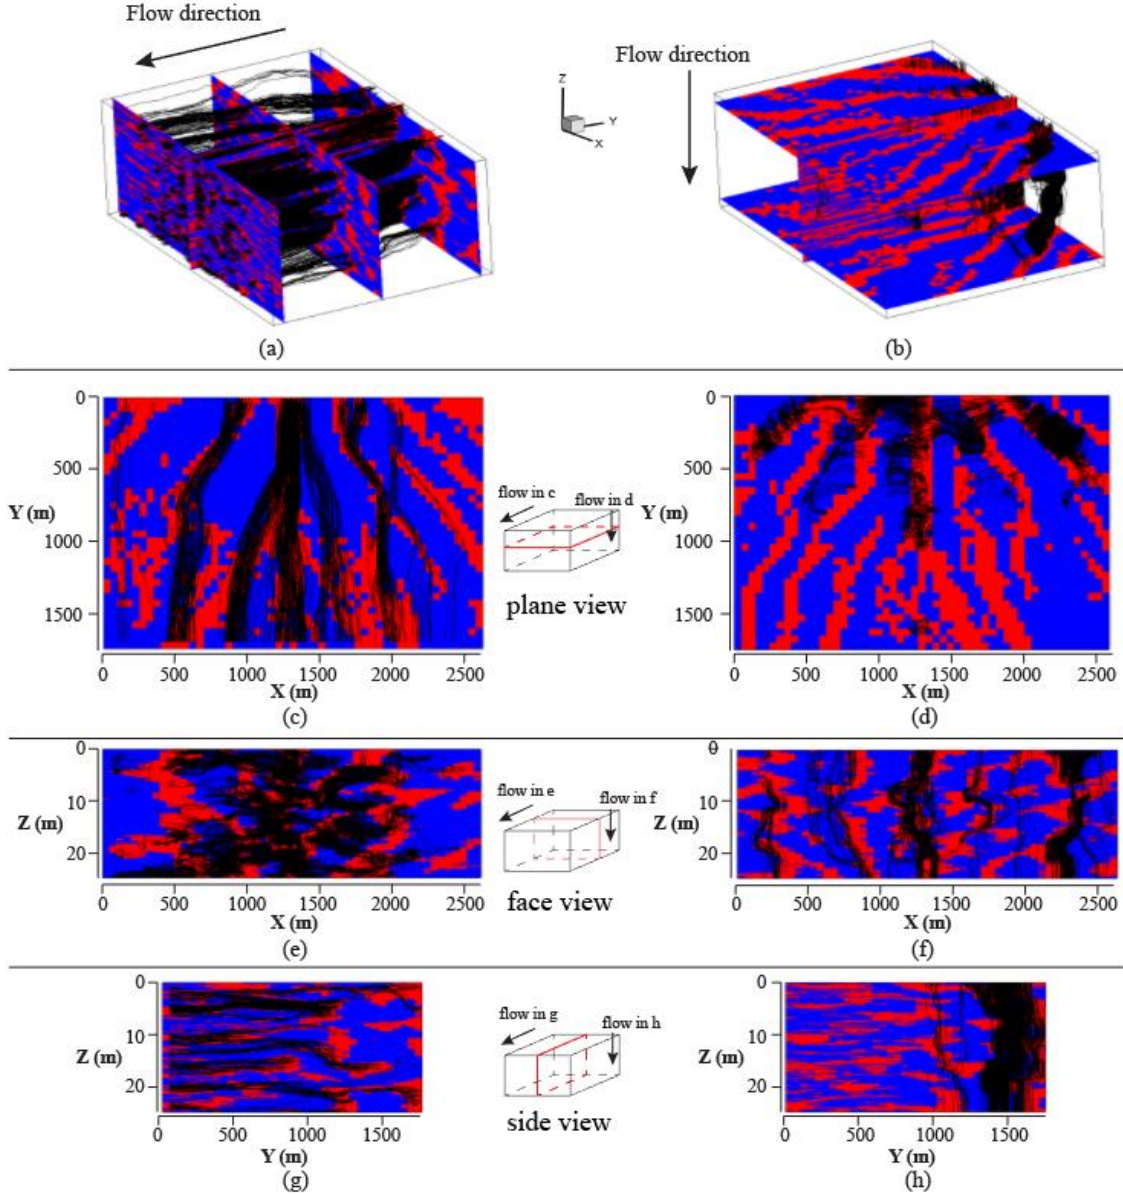 Flow direction
Flow direction
Z
Y
X
(a)
(b)
0
500
Y (m)
1000
1500
0 500 1000 1500 2000 2500
X (m)
(c)
flow in c
flow in d
plane view
0
500
Y (m)
1000
1500
0 500 1000 1500 2000 2500
X (m)
(d)
0
10
Z (m)
20
0 500 1000 1500 2000 2500
X (m)
(e)
flow in e
flow in f
face view
0
10
Z (m)
20
0 500 1000 1500 2000 2500
X (m)
(f)
0
10
Z (m)
20
0 500 1000 1500
Y (m)
(g)
flow in g
flow in h
side view
0
10
Z (m)
20
0 500 1000 1500
Y (m)
(h)